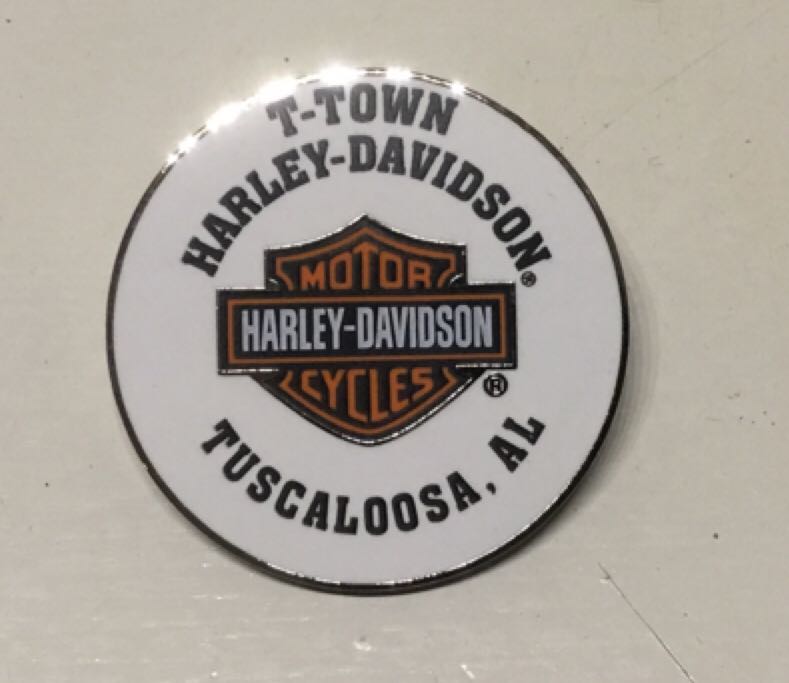 T-TOWN
HARLEY-DAVIDSON®
MOTOR
HARLEY-DAVIDSON
CYCLES
®
TUSCALOOSA, AL